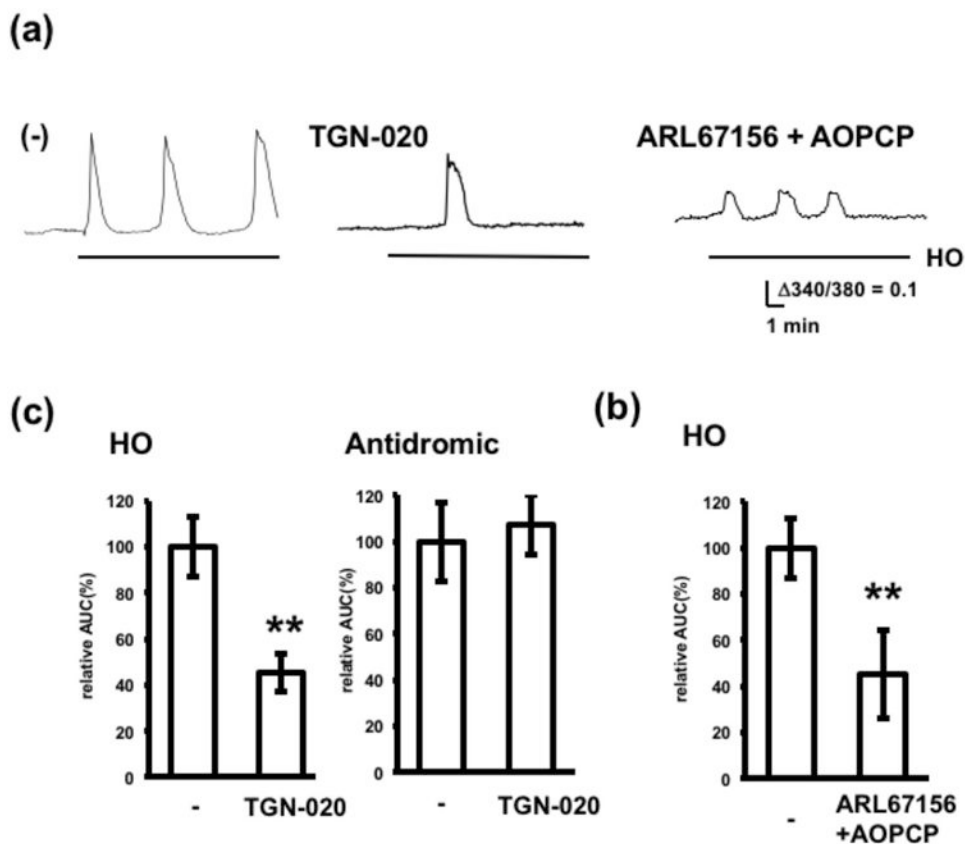 (a)
(-)
TGN-020
ARL67156 + AOPCP
HO
Δ340/380 = 0.1
1 min
(c)
HO
relative AUC(%)
120
100
80
60
40
20
0
**
-
TGN-020
Antidromic
relative AUC(%)
120
100
80
60
40
20
0
-
TGN-020
(b)
HO
relative AUC(%)
120
100
80
60
40
20
0
**
-
ARL67156
+AOPCP